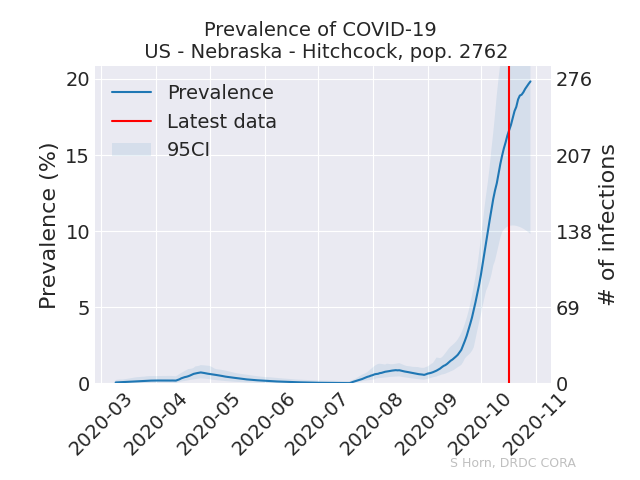 Prevalence of COVID-19
US - Nebraska - Hitchcock, pop. 2762
Prevalence
Latest data
95CI
Prevalence (%)
20
15
10
5
0
276
207
138
69
0
# of infections
2020-03
2020-04
2020-05
2020-06
2020-07
2020-08
2020-09
2020-10
2020-11
S Horn, DRDC CORA